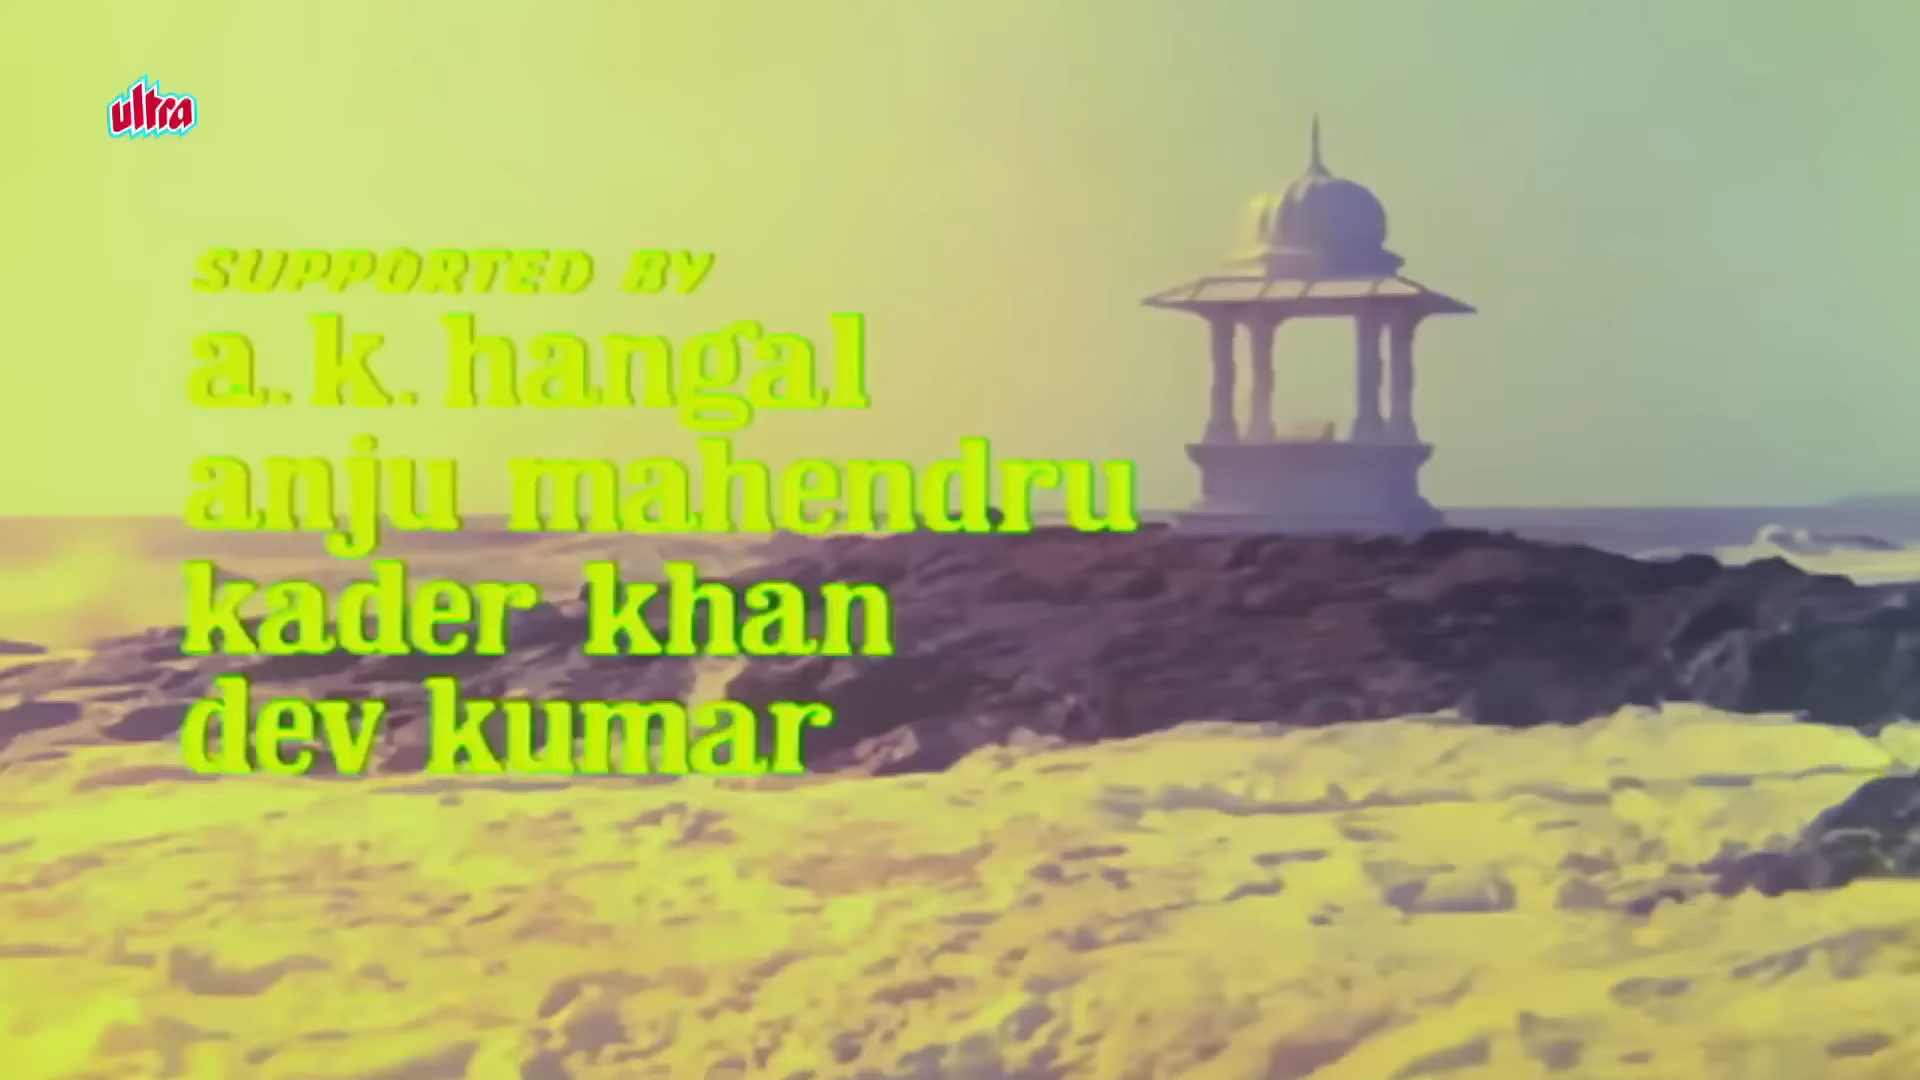 ultra
SUPPORTED BY
a. k. hangal
anju mahendru
kader khan
dev kumar